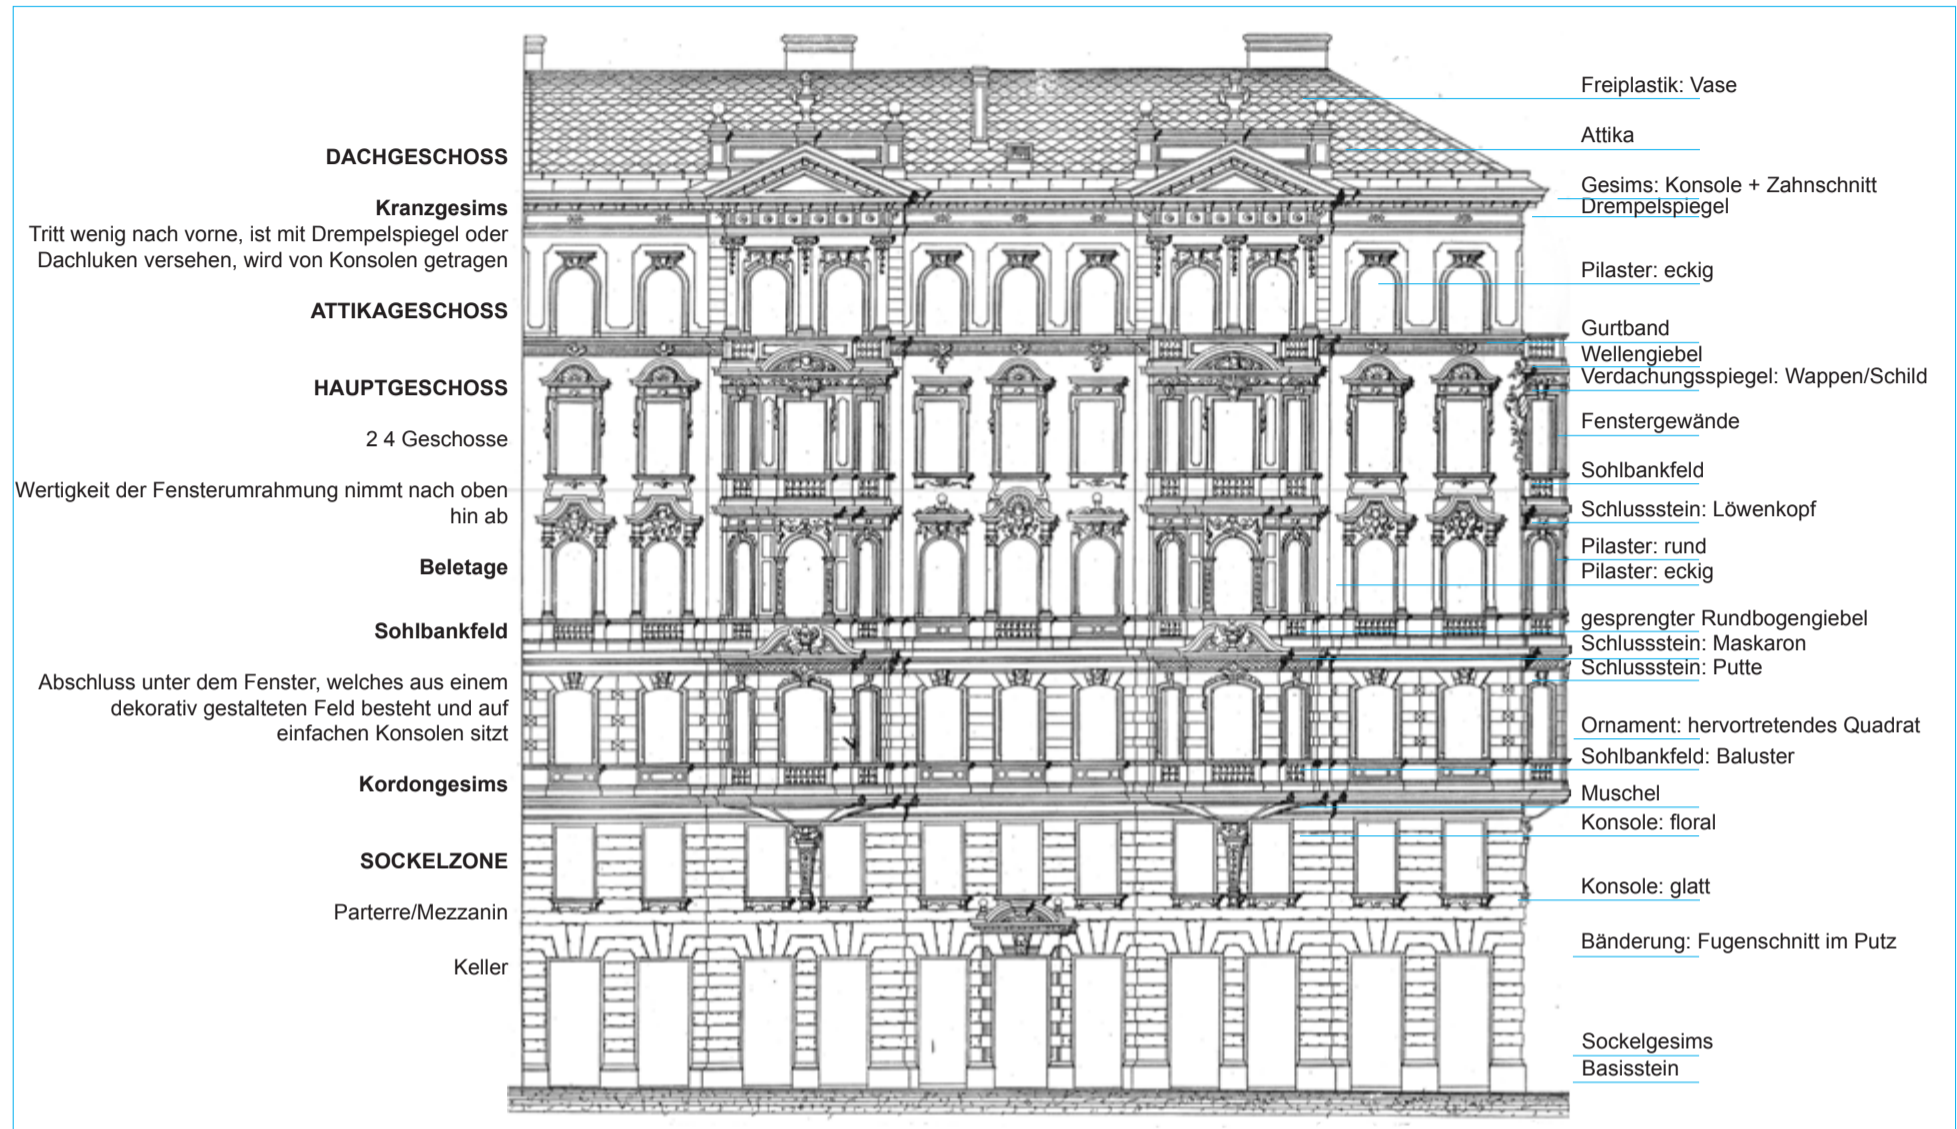 DACHGESCHOSS
Kranzgesims
Tritt wenig nach vorne, ist mit Drempelspiegel oder
Dachluken versehen, wird von Konsolen getragen
ATTIKAGESCHOSS
HAUPTGESCHOSS
2 4 Geschosse
Wertigkeit der Fensterumrahmung nimmt nach oben
hin ab
Beletage
Sohlbankfeld
Abschluss unter dem Fenster, welches aus einem
dekorativ gestalteten Feld besteht und auf
einfachen Konsolen sitzt
Kordongesims
SOCKELZONE
Parterre/Mezzanin
Keller
Freiplastik: Vase
Attika
Gesims: Konsole + Zahnschnitt
Drempelspiegel
Pilaster: eckig
Gurtband
Wellengiebel
Verdachungsspiegel: Wappen/Schild
Fenstergewände
Sohlbankfeld
Schlussstein: Löwenkopf
Pilaster: rund
Pilaster: eckig
gesprengter Rundbogengiebel
Schlussstein: Maskaron
Schlussstein: Putte
Ornament: hervortretendes Quadrat
Sohlbankfeld: Baluster
Muschel
Konsole: floral
Konsole: glatt
Bänderung: Fugenschnitt im Putz
Sockelgesims
Basisstein